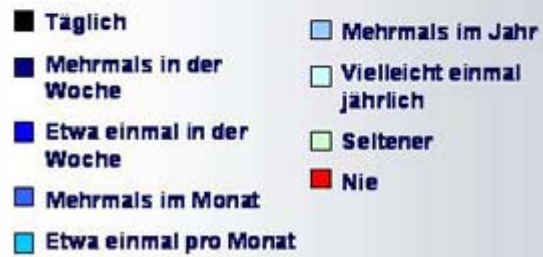 Täglich
Mehrmals in der
Woche
Etwa einmal in der
Woche
Mehrmals im Monat
Etwa einmal pro Monat
Mehrmals im Jahr
Vielleicht einmal
jährlich
Seltener
Nie